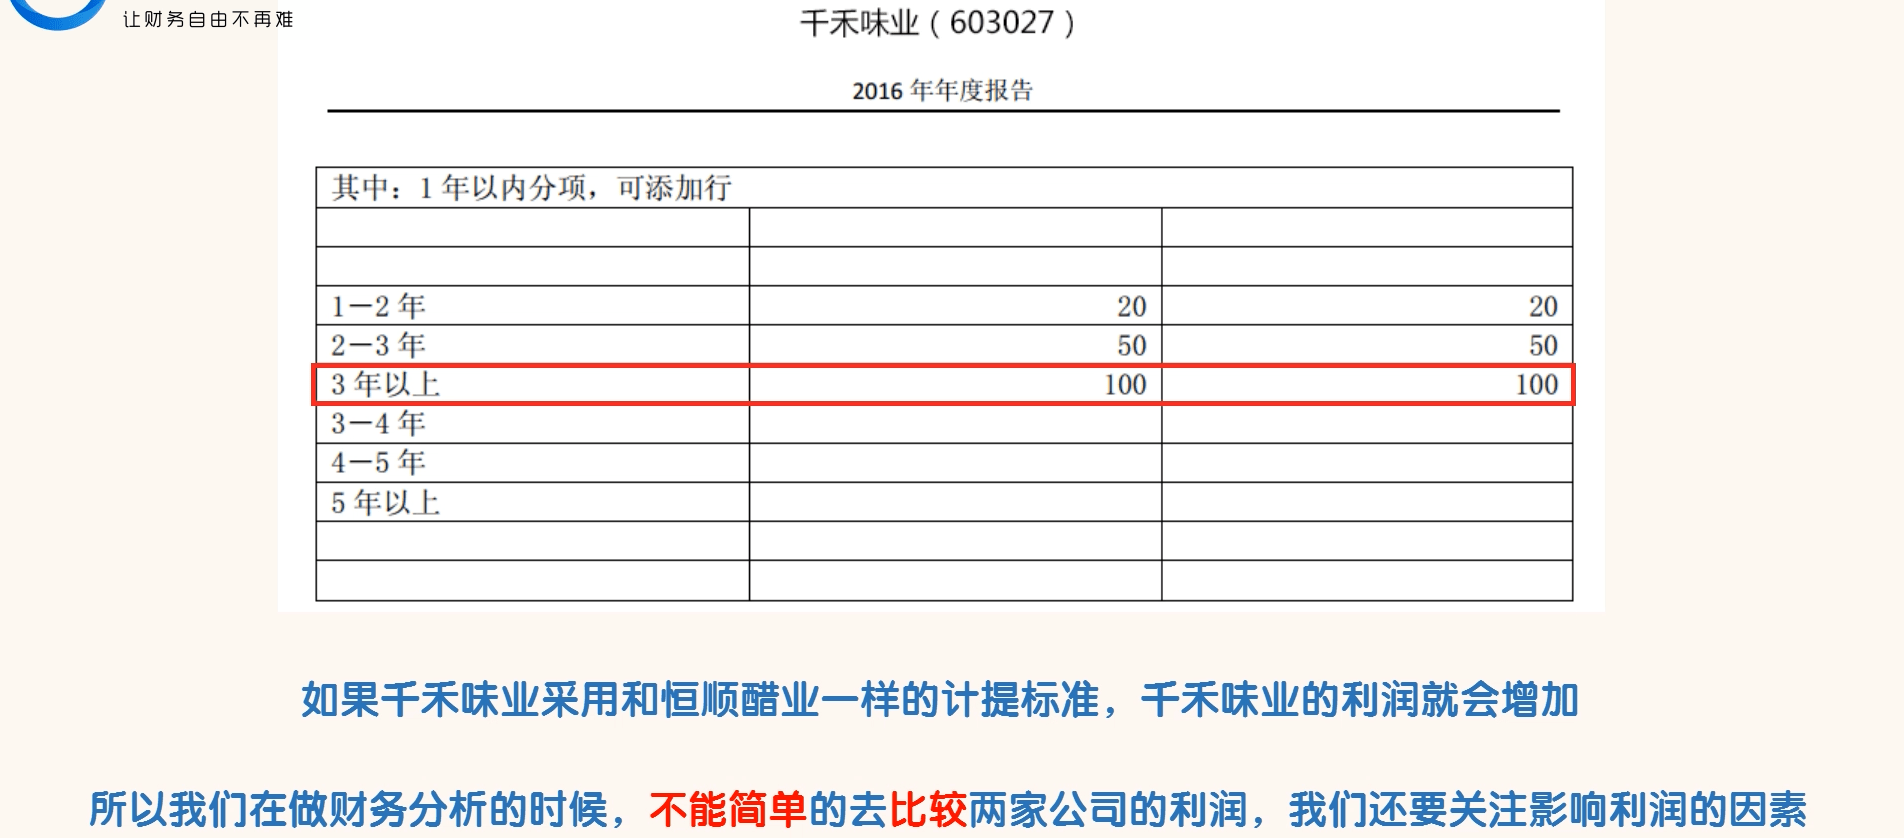 让财务自由不再难
千禾味业（603027）
2016 年年度报告
其中：1 年以内分项，可添加行
1－2 年 20 20
2－3 年 50 50
3 年以上 100 100
3－4 年
4－5 年
5 年以上
如果千禾味业采用和恒顺醋业一样的计提标准，千禾味业的利润就会增加
所以我们在做财务分析的时候，不能简单的去比较两家公司的利润，我们还要关注影响利润的因素